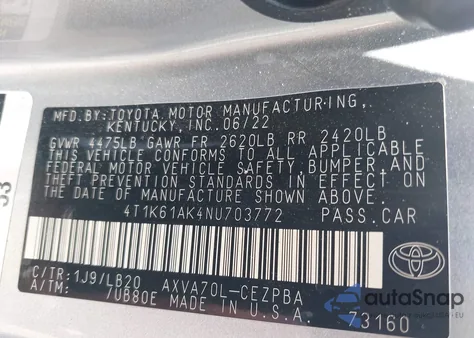 MFD.BY:TOYOTA MOTOR MANUFACTURING,
KENTUCKY, INC. 06/22
GVWR 4475LB GAWR FR 2620LB RR 2420LB
THIS VEHICLE CONFORMS TO ALL APPLICABLE
FEDERAL MOTOR VEHICLE SAFETY, BUMPER, AND
THEFT PREVENTION STANDARDS IN EFFECT ON
THE DATE OF MANUFACTURE SHOWN ABOVE.
4T1K61AK4NU703772 PASS.CAR
C/TR:1J9/LB20 AXVA70L-CEZPBA
A/TM: /UB80E MADE IN U.S.A.
TOYOTA
73160
autoSnap
53